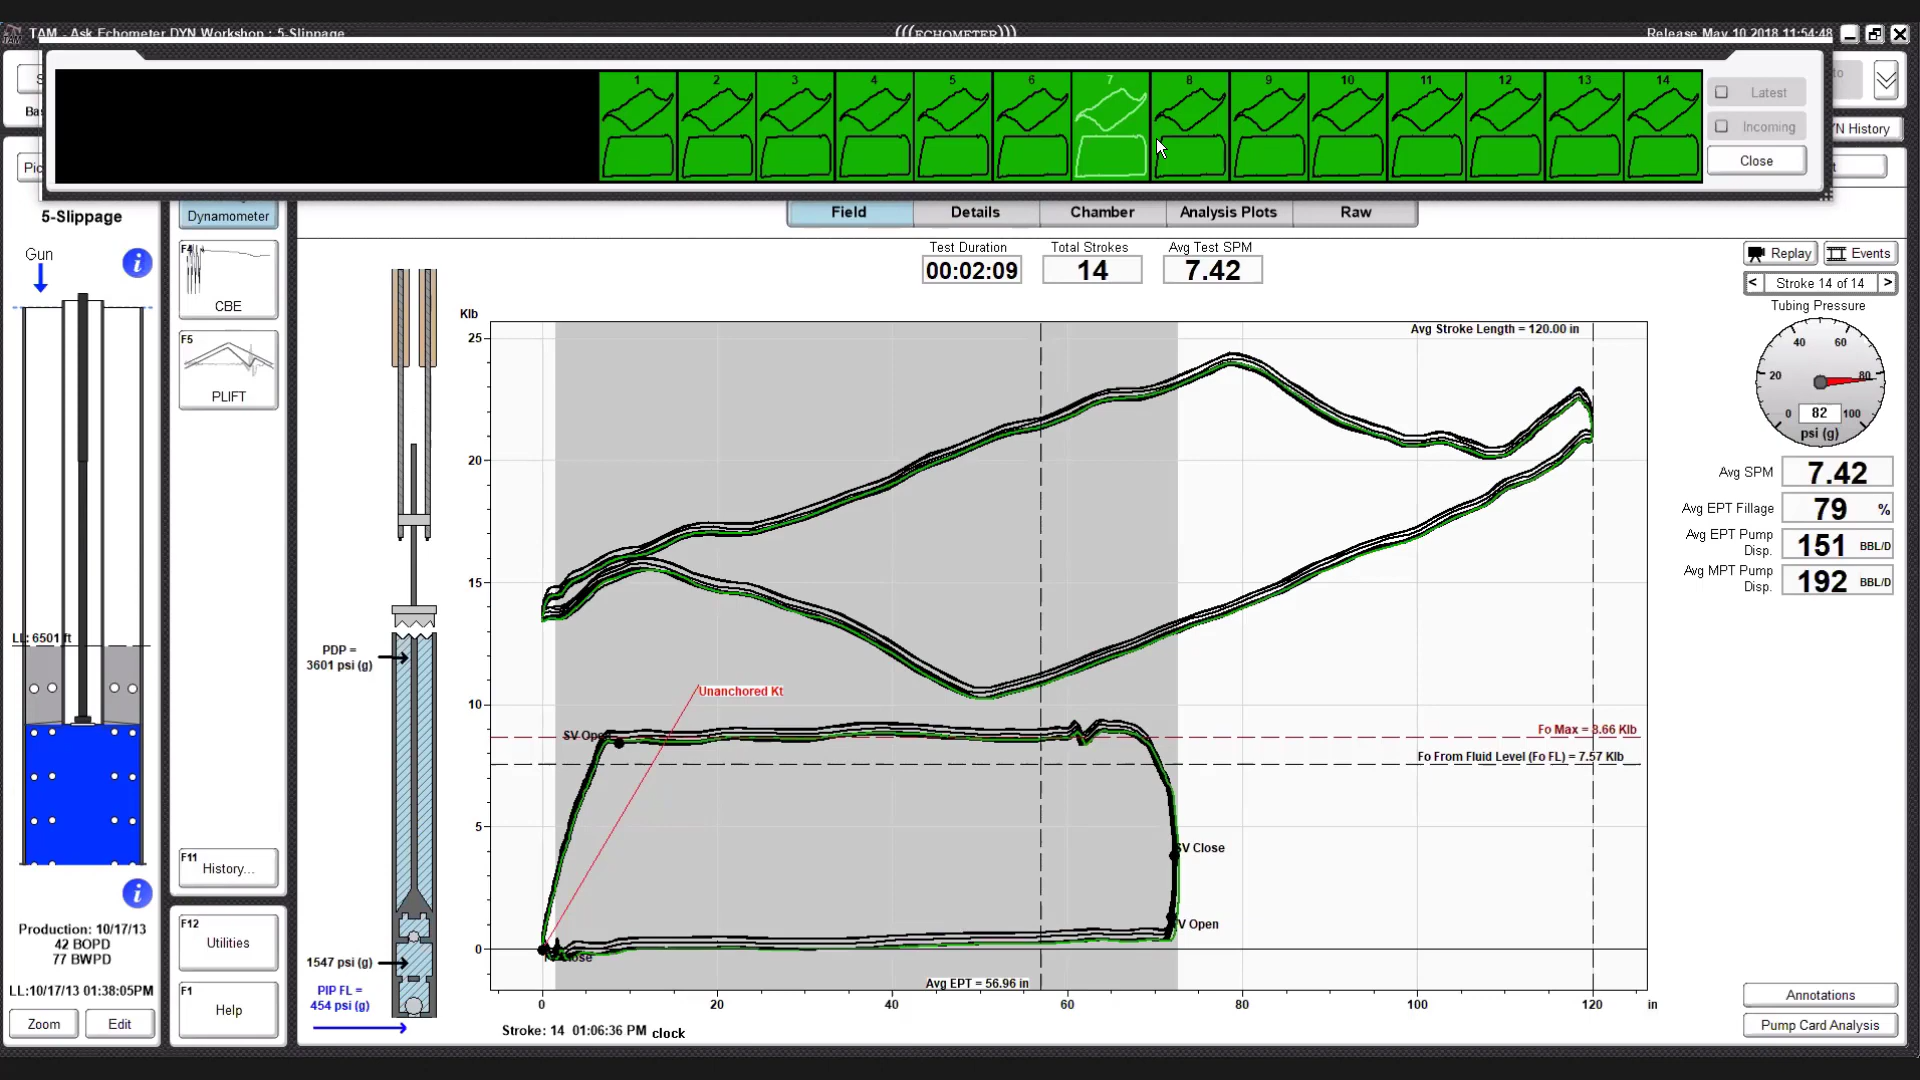 TAM - Ask Echometer DYN Workshop : 5-Slippage
(((ECHOMETER)))
Release May 10 2018 11:54:48
1 2 3 4 5 6 7 8 9 10 11 12 13 14
Latest
Incoming
Close
Bas
Pic
to
YN History
5-Slippage
Gun
LL: 6501 ft
Production: 10/17/13
42 BOPD
77 BWPD
LL:10/17/13 01:38:05PM
Zoom Edit
Dynamometer
F4
CBE
F5
PLIFT
F11
History...
F12
Utilities
F1
Help
Field Details Chamber Analysis Plots Raw
Test Duration Total Strokes Avg Test SPM
00:02:09 14 7.42
PDP =
3601 psi (g)
1547 psi (g)
PIP FL =
454 psi (g)
Klb
25
20
15
10
5
0
Avg Stroke Length = 120.00 in
Unanchored Kt
SV Ope
Fo Max = 8.66 Klb
Fo From Fluid Level (Fo FL) = 7.57 Klb
SV Close
V Open
Close
Avg EPT = 56.96 in
0 20 40 60 80 100 120 in
Stroke: 14 01:06:36 PM clock
Replay Events
< Stroke 14 of 14 >
Tubing Pressure
0 20 40 60 80 100
82
psi (g)
Avg SPM 7.42
Avg EPT Fillage 79 %
Avg EPT Pump
Disp. 151 BBL/D
Avg MPT Pump
Disp. 192 BBL/D
Annotations
Pump Card Analysis